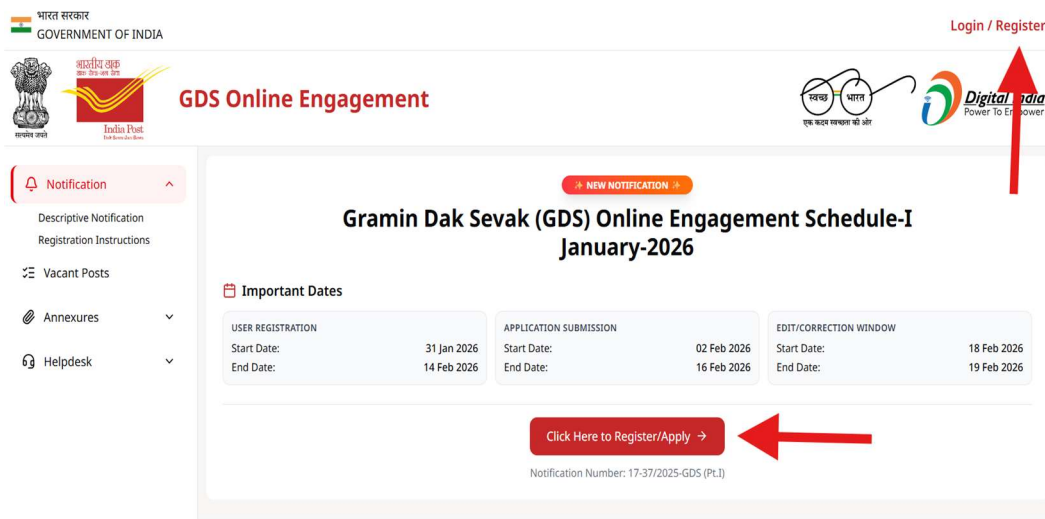 भारत सरकार
GOVERNMENT OF INDIA
Login / Register
सत्यमेव जयते
भारतीय डाक
India Post
GDS Online Engagement
स्वच्छ भारत
एक कदम स्वच्छता की ओर
Digital India
Power To Empower
Notification
Descriptive Notification
Registration Instructions
Vacant Posts
Annexures
Helpdesk
NEW NOTIFICATION
Gramin Dak Sevak (GDS) Online Engagement Schedule-I
January-2026
Important Dates
USER REGISTRATION
Start Date: 31 Jan 2026
End Date: 14 Feb 2026
APPLICATION SUBMISSION
Start Date: 02 Feb 2026
End Date: 16 Feb 2026
EDIT/CORRECTION WINDOW
Start Date: 18 Feb 2026
End Date: 19 Feb 2026
Click Here to Register/Apply →
Notification Number: 17-37/2025-GDS (Pt.I)